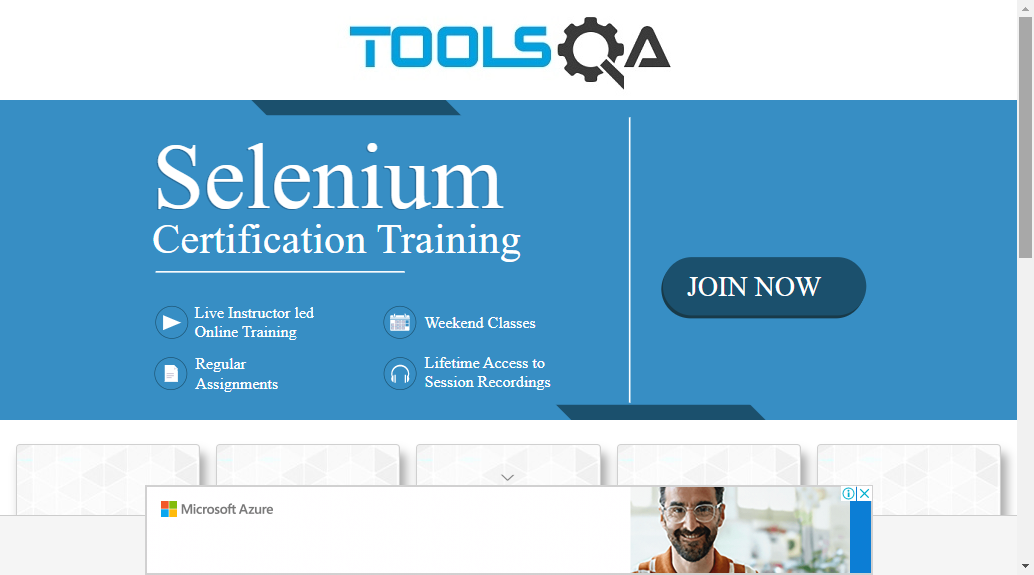 TOOLSQA
Selenium
Certification Training
Live Instructor led
Online Training
Weekend Classes
Regular
Assignments
Lifetime Access to
Session Recordings
JOIN NOW
Microsoft Azure